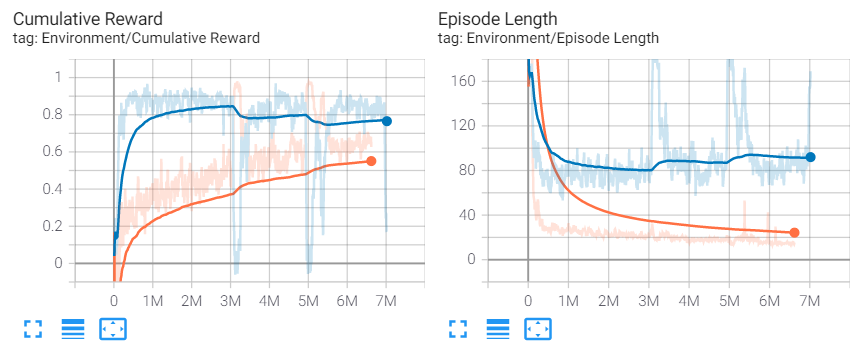 Cumulative Reward
tag: Environment/Cumulative Reward
1
0.8
0.6
0.4
0.2
0
0 1M 2M 3M 4M 5M 6M 7M
Episode Length
tag: Environment/Episode Length
160
120
80
40
0
0 1M 2M 3M 4M 5M 6M 7M